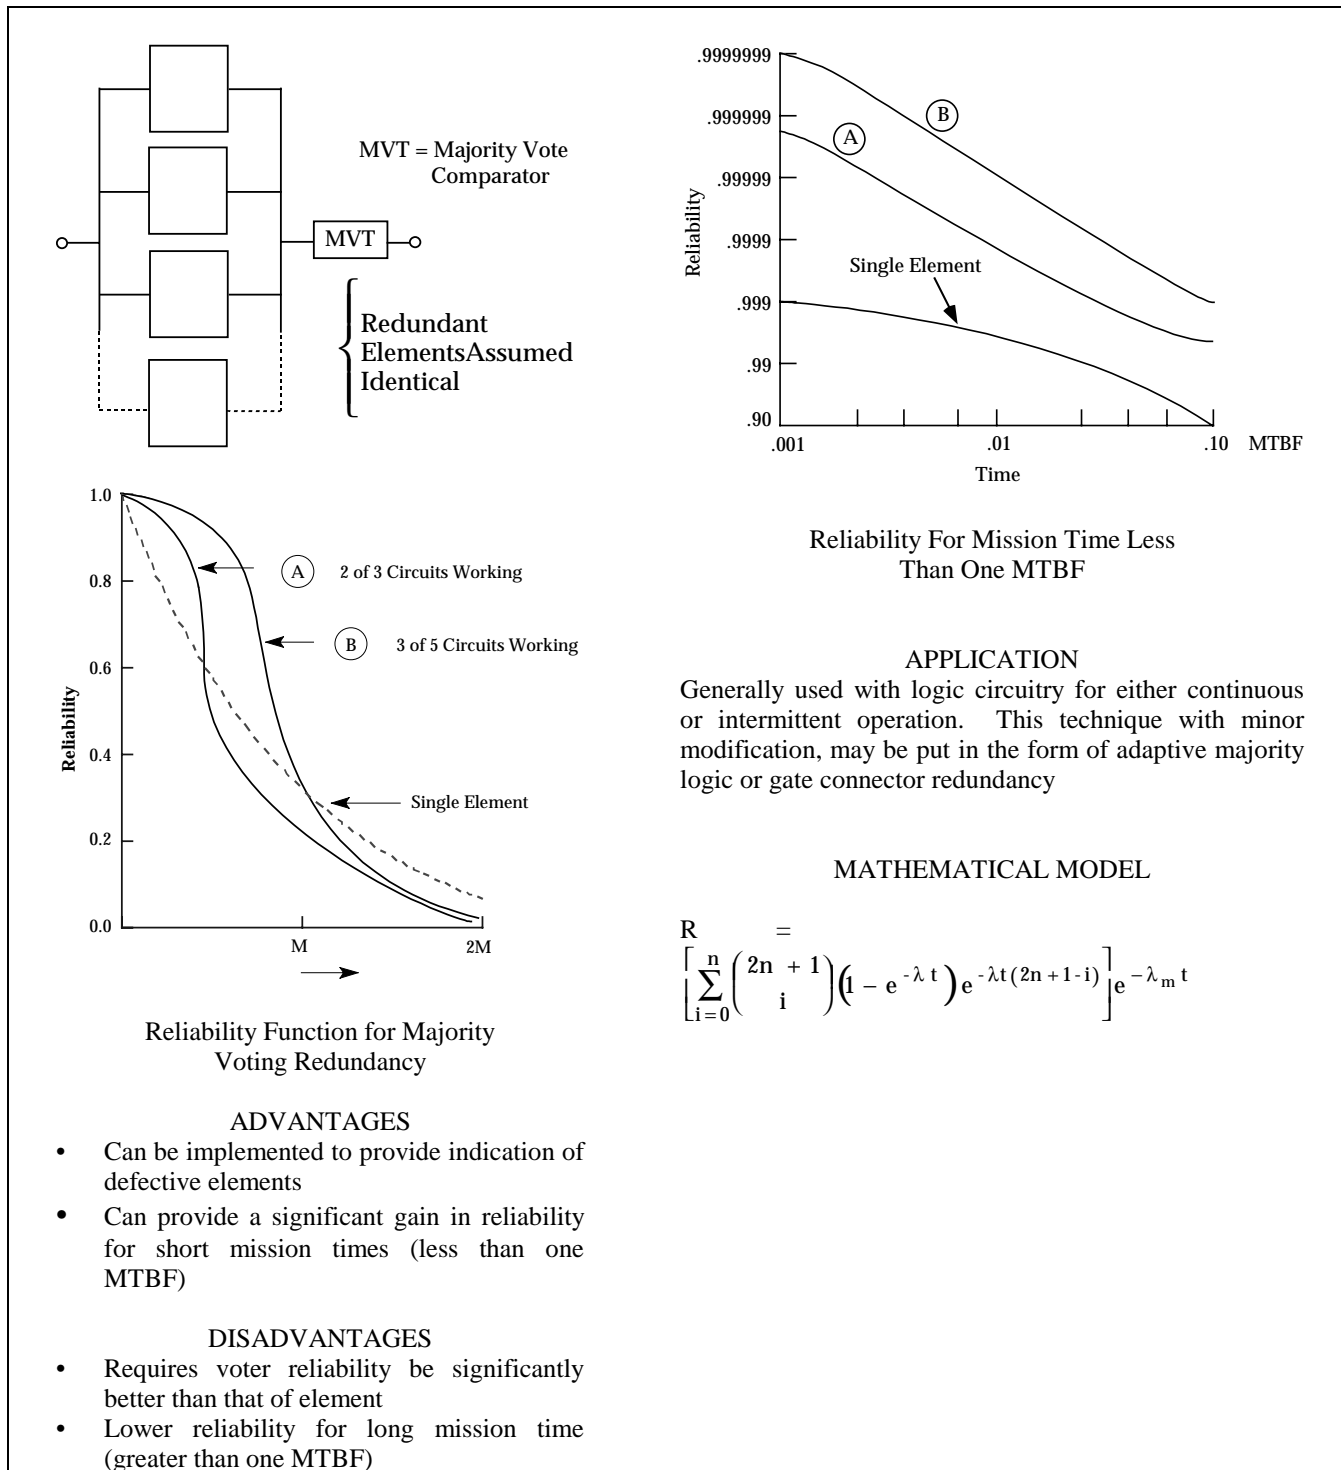 MVT = Majority Vote
Comparator
MVT
Redundant
ElementsAssumed
Identical
1.0
0.8
0.6
0.4
0.2
0.0
Reliability
A 2 of 3 Circuits Working
B 3 of 5 Circuits Working
Single Element
M 2M
Reliability Function for Majority
Voting Redundancy
ADVANTAGES
• Can be implemented to provide indication of
defective elements
• Can provide a significant gain in reliability
for short mission times (less than one
MTBF)
DISADVANTAGES
• Requires voter reliability be significantly
better than that of element
• Lower reliability for long mission time
(greater than one MTBF)
.9999999
.999999
.99999
.9999
.999
.99
.90
Reliability
B
A
Single Element
.001 .01 .10 MTBF
Time
Reliability For Mission Time Less
Than One MTBF
APPLICATION
Generally used with logic circuitry for either continuous
or intermittent operation. This technique with minor
modification, may be put in the form of adaptive majority
logic or gate connector redundancy
MATHEMATICAL MODEL
R =
[∑ i=0 n (2n + 1 i) (1 − e -λ t) e -λt(2n+1-i)] e −λm t